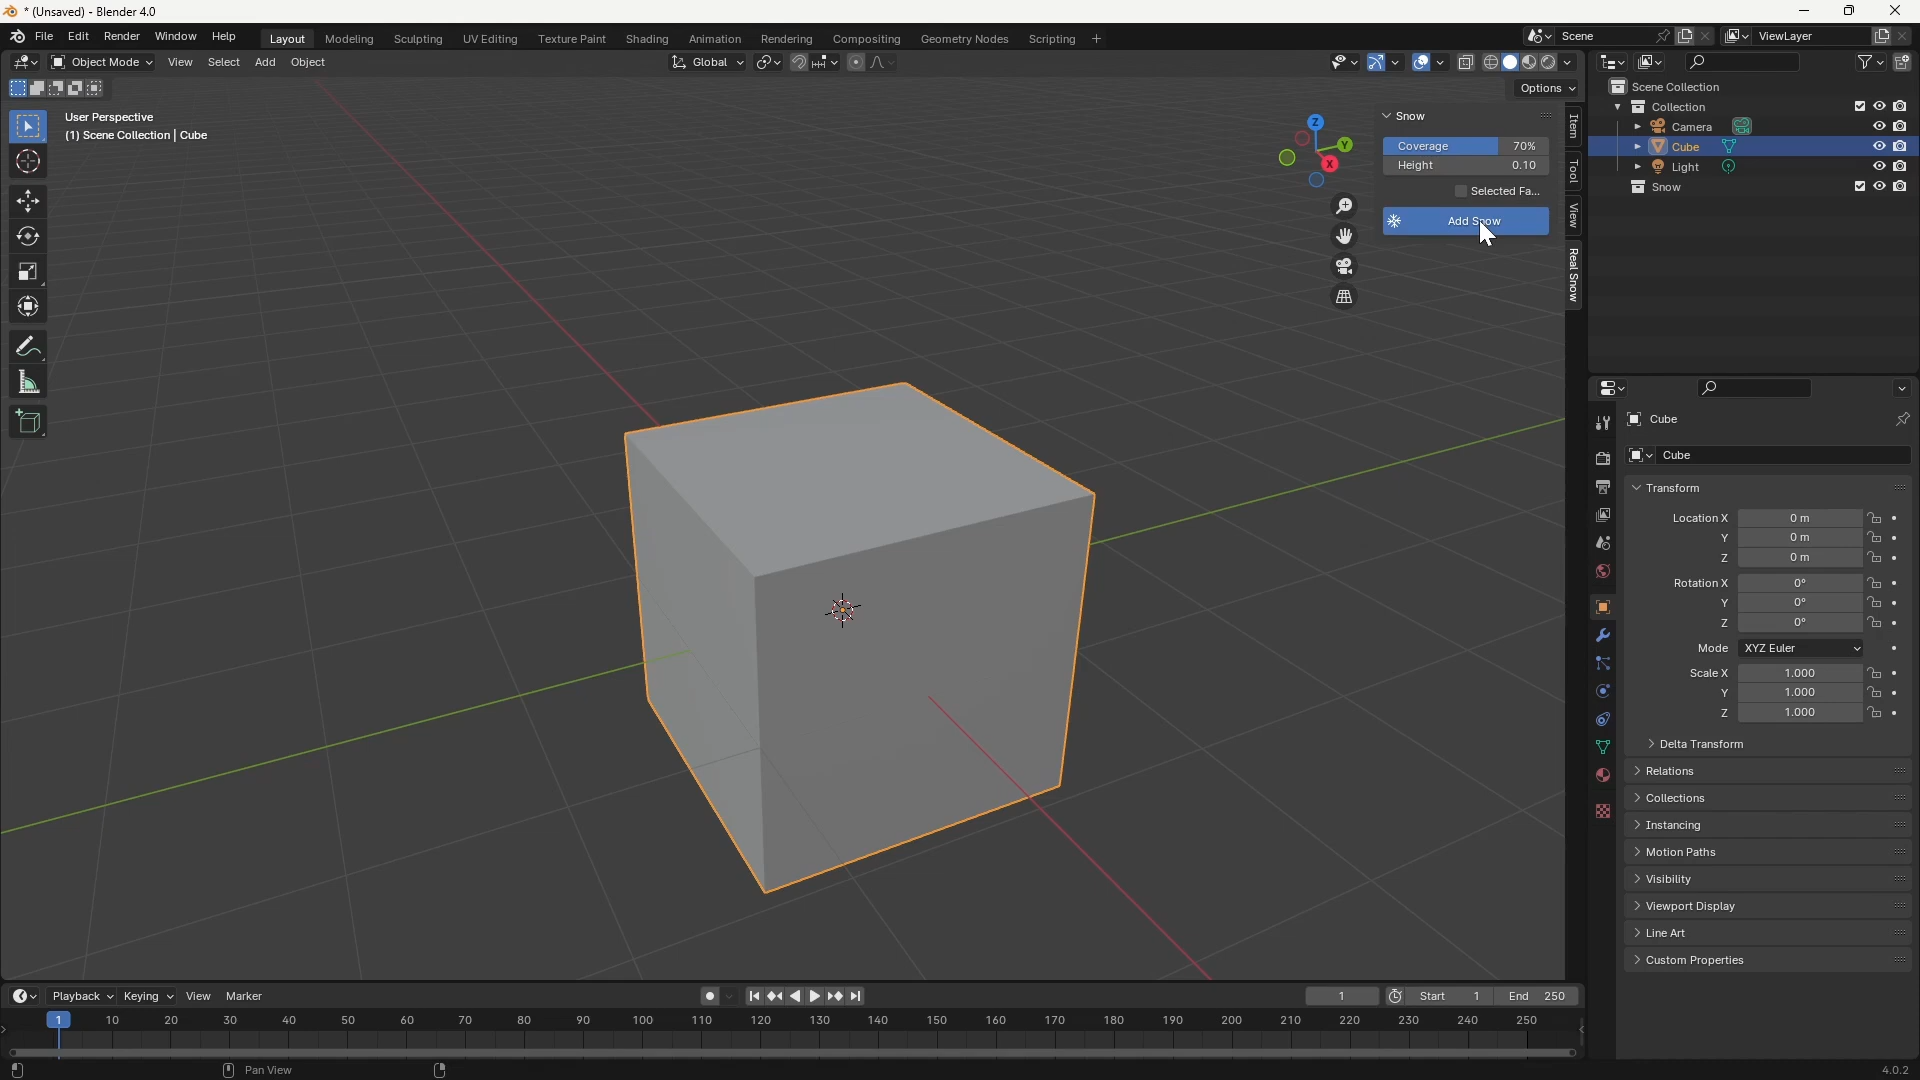 * (Unsaved) - Blender 4.0
File Edit Render Window Help
Layout Modeling Sculpting UV Editing Texture Paint Shading Animation Rendering Compositing Geometry Nodes Scripting +
Scene
ViewLayer
Object Mode View Select Add Object
Global
Options
User Perspective
(1) Scene Collection | Cube
Z
Y
X
Snow
Coverage 70%
Height 0.10
Selected Fa...
Add Snow
Item
Tool
View
Real Snow
Scene Collection
Collection
Camera
Cube
Light
Snow
Cube
Cube
Transform
Location X 0 m
Y 0 m
Z 0 m
Rotation X 0°
Y 0°
Z 0°
Mode XYZ Euler
Scale X 1.000
Y 1.000
Z 1.000
Delta Transform
Relations
Collections
Instancing
Motion Paths
Visibility
Viewport Display
Line Art
Custom Properties
Playback Keying View Marker
1
Start 1
End 250
1 10 20 30 40 50 60 70 80 90 100 110 120 130 140 150 160 170 180 190 200 210 220 230 240 250
Pan View
4.0.2